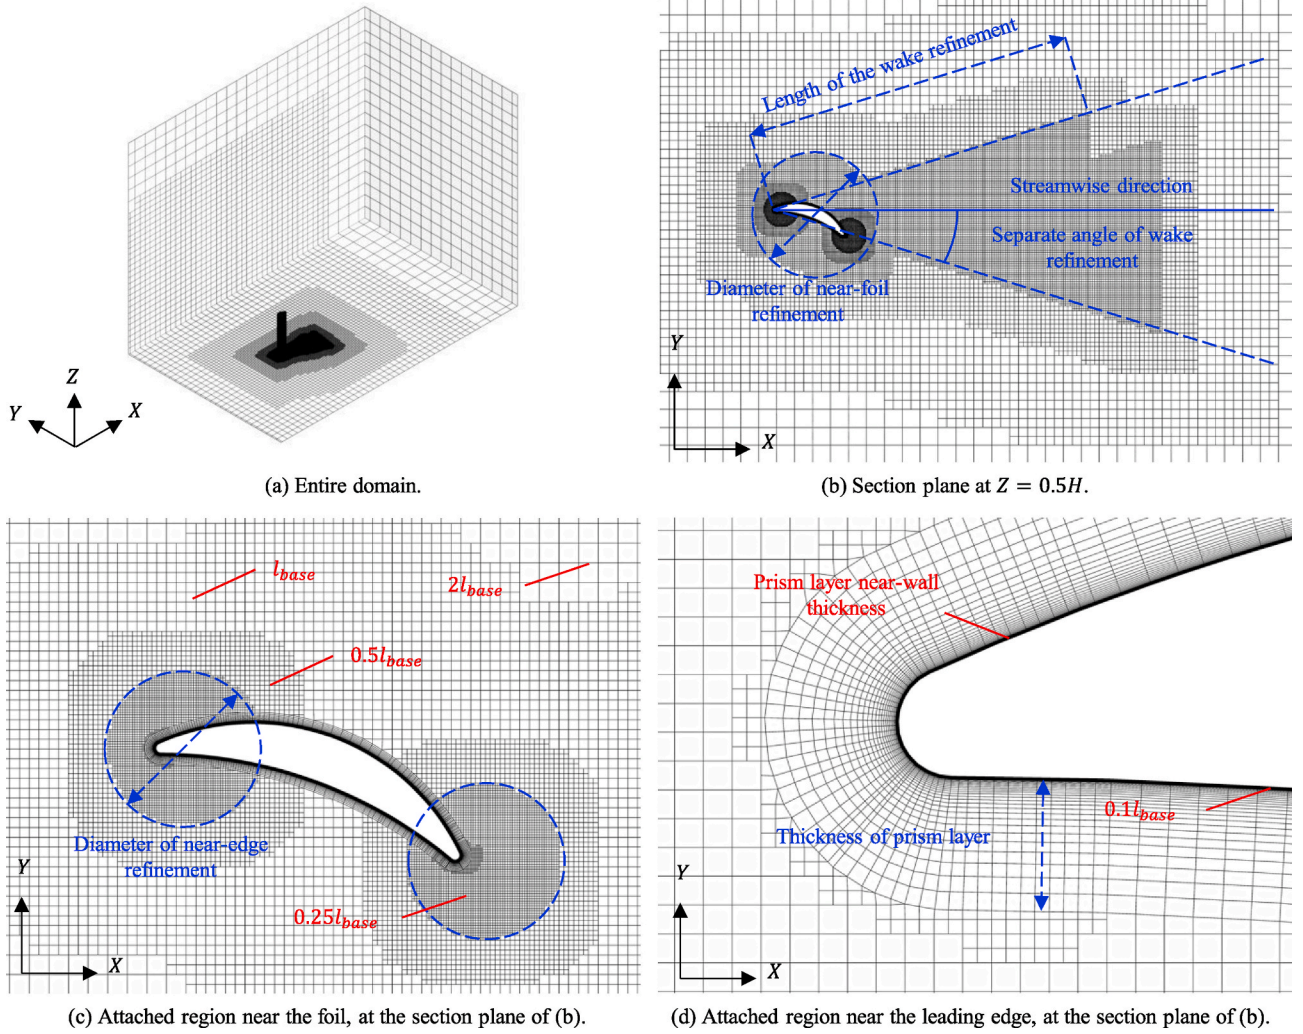 Z
Y
X
(a) Entire domain.
Length of the wake refinement
Streamwise direction
Separate angle of wake
refinement
Diameter of near-foil
refinement
Y
X
(b) Section plane at Z = 0.5H.
l_base
2l_base
0.5l_base
Diameter of near-edge
refinement
0.25l_base
Y
X
(c) Attached region near the foil, at the section plane of (b).
Prism layer near-wall
thickness
0.1l_base
Thickness of prism layer
Y
X
(d) Attached region near the leading edge, at the section plane of (b).